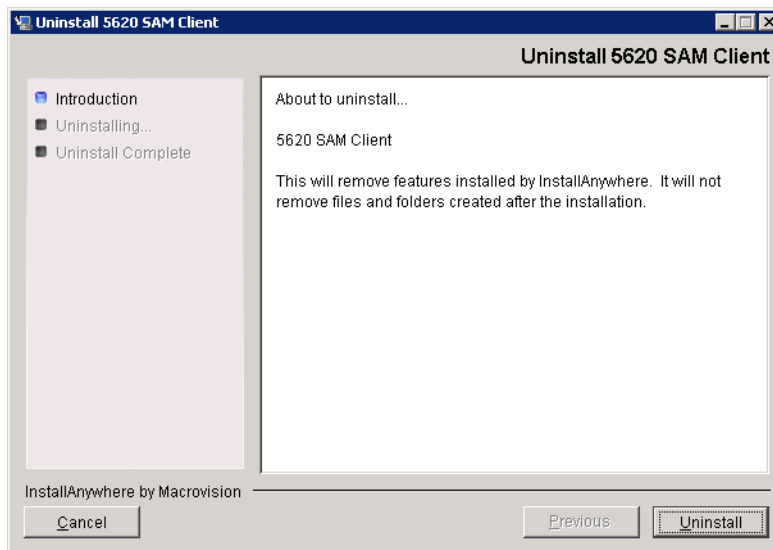 Uninstall 5620 SAM Client
Uninstall 5620 SAM Client
Introduction
Uninstalling...
Uninstall Complete
About to uninstall...
5620 SAM Client
This will remove features installed by InstallAnywhere. It will not
remove files and folders created after the installation.
InstallAnywhere by Macrovision
Cancel
Previous
Uninstall